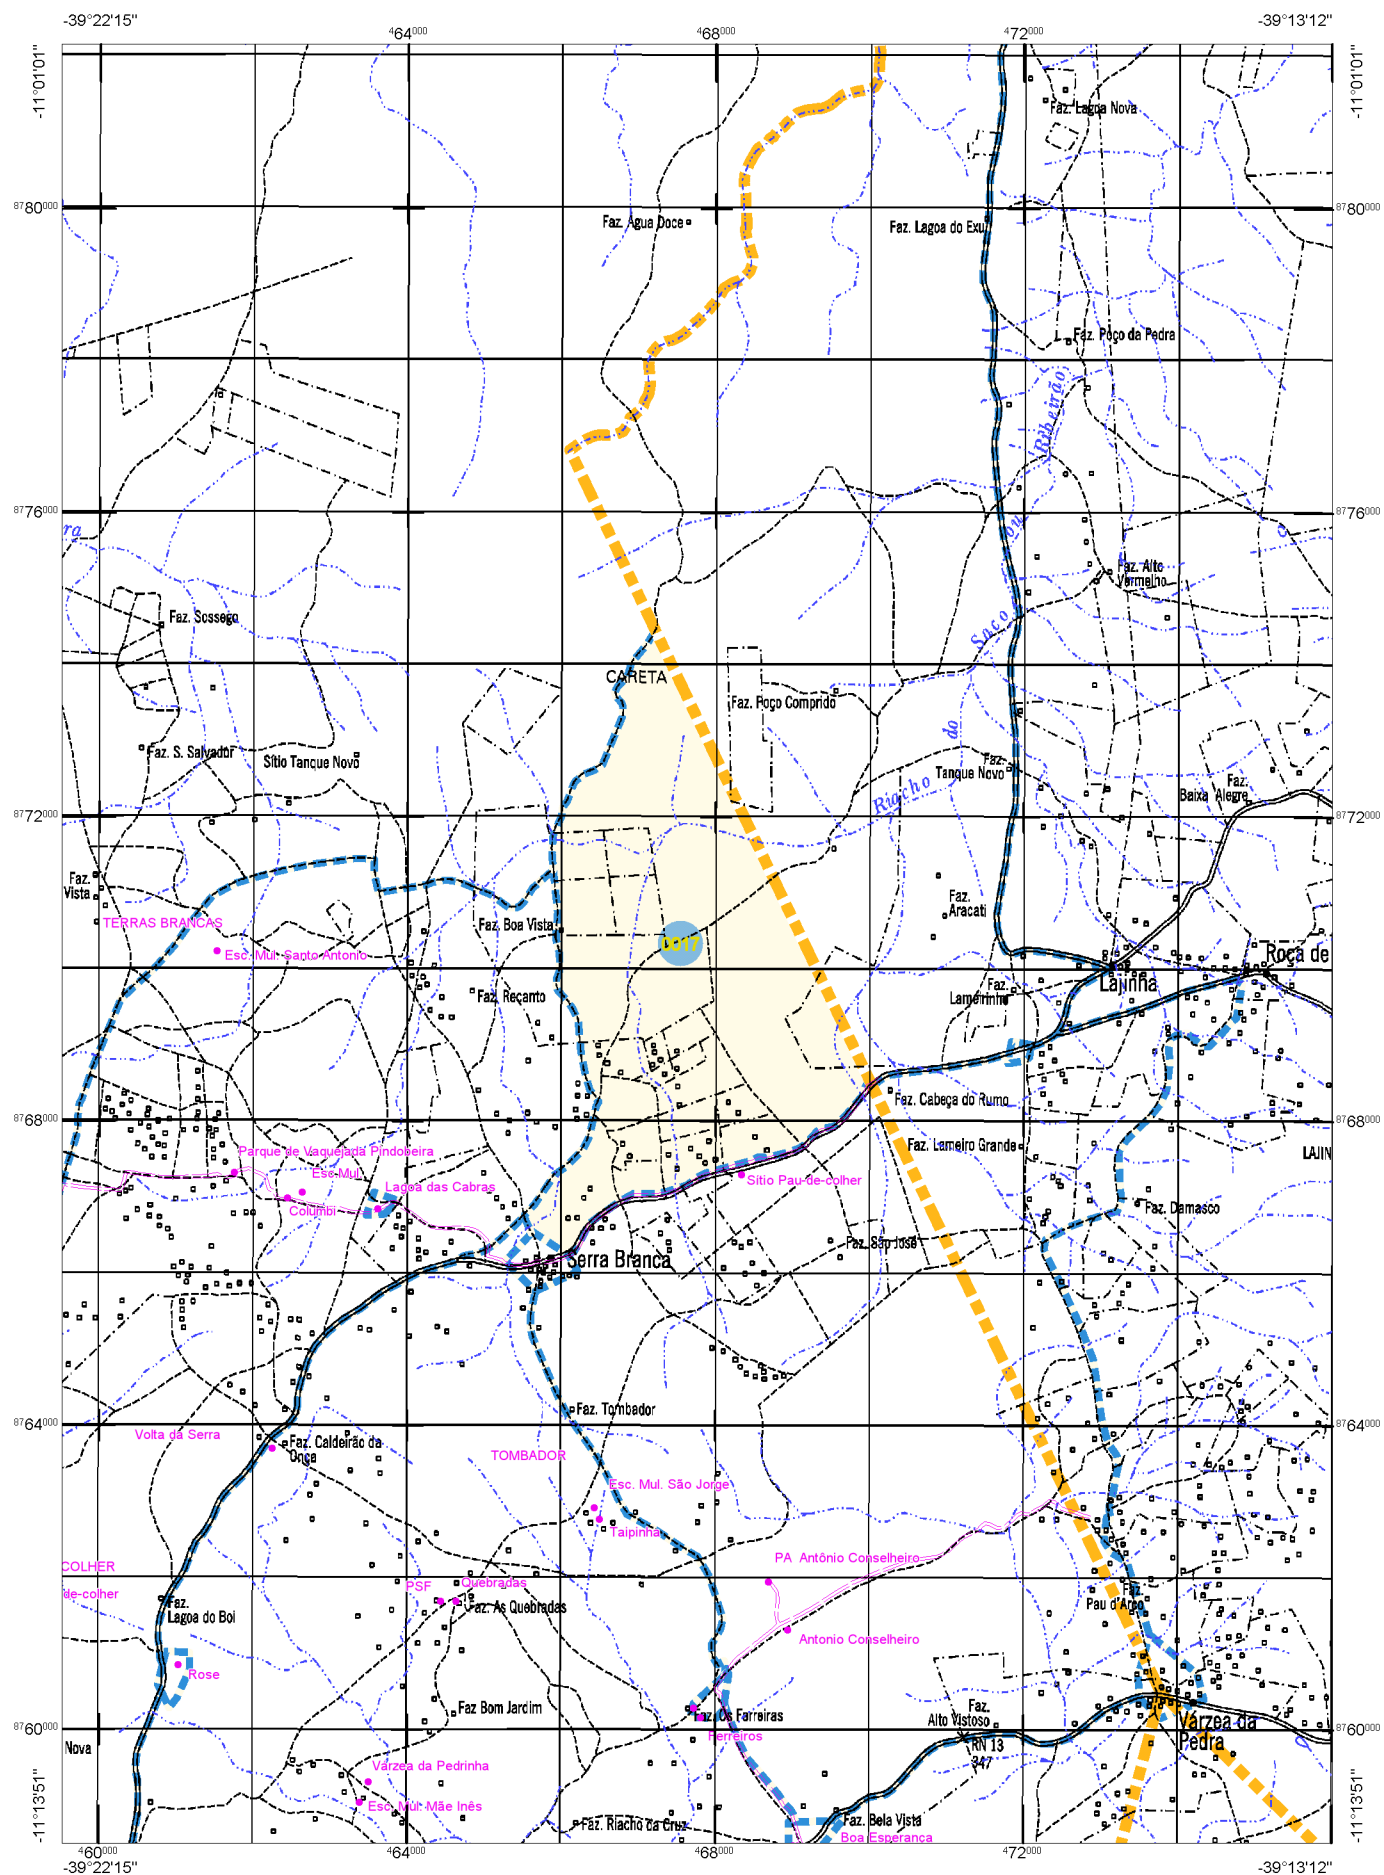 -39°22'15"
-39°13'12"
464000
468000
472000
-11°01'01"
-11°01'01"
Faz. Lagoa Nova
8780000
8780000
Faz. Agua Doce
Faz. Lagoa do Exu
Faz. Poço da Pedra
Ribeirão
8776000
8776000
ra
ou
Faz. Alto
Vermelho
Faz. Sossego
Saco
CARETA
Faz. Poço Comprido
do
Faz. S. Salvador
Sítio Tanque Novo
Faz.
Tanque Novo
Faz.
Baixa Alegre
Riacho
8772000
8772000
Faz.
Vista
Faz.
Aracati
TERRAS BRANCAS
Faz. Boa Vista
0017
Esc. Mul. Santo Antonio
Roça de
Lajinha
Faz. Recanto
Faz.
Lameirinho
Faz. Cabeça do Rumo
8768000
8768000
Faz. Lameiro Grande
LAJIN
Parque de Vaquejada Pindobeira
Esc.Mul.
Sítio Pau-de-colher
Lagoa das Cabras
Columbi
Faz. Damasco
Faz. São José
Serra Branca
Faz. Tombador
8764000
8764000
Volta da Serra
Faz. Caldeirão da
Onça
TOMBADOR
Esc. Mul. São Jorge
Taipinha
PA Antônio Conselheiro
COLHER
de-colher
PSF
Quebradas
Faz. As Quebradas
Faz.
Lagoa do Boi
Faz.
Pau d'Arco
Antonio Conselheiro
Rose
Faz Bom Jardim
Faz. Os Ferreiros
Ferreiros
Faz.
Alto Vistoso
8760000
8760000
Várzea da
Pedra
RN 13
347
Nova
Várzea da Pedrinha
Esc. Mul. Mãe Inês
Faz. Riacho da Cruz
Faz. Bela Vista
Boa Esperança
-11°13'51"
-11°13'51"
460000
464000
468000
472000
-39°22'15"
-39°13'12"